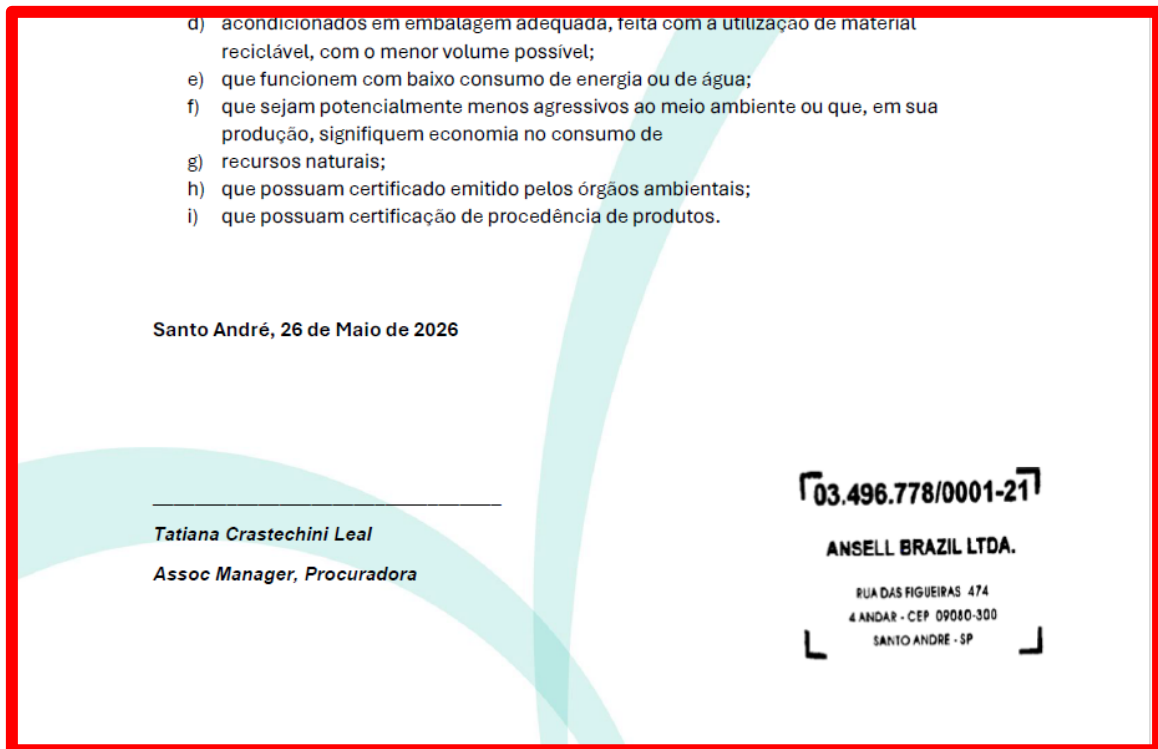 d) acondicionados em embalagem adequada, feita com a utilização de material
reciclável, com o menor volume possível;
e) que funcionem com baixo consumo de energia ou de água;
f) que sejam potencialmente menos agressivos ao meio ambiente ou que, em sua
produção, signifiquem economia no consumo de
g) recursos naturais;
h) que possuam certificado emitido pelos órgãos ambientais;
i) que possuam certificação de procedência de produtos.
Santo André, 26 de Maio de 2026
Tatiana Crastechini Leal
Assoc Manager, Procuradora
03.496.778/0001-21
ANSELL BRAZIL LTDA.
RUA DAS FIGUEIRAS 474
4 ANDAR - CEP 09080-300
SANTO ANDRE - SP